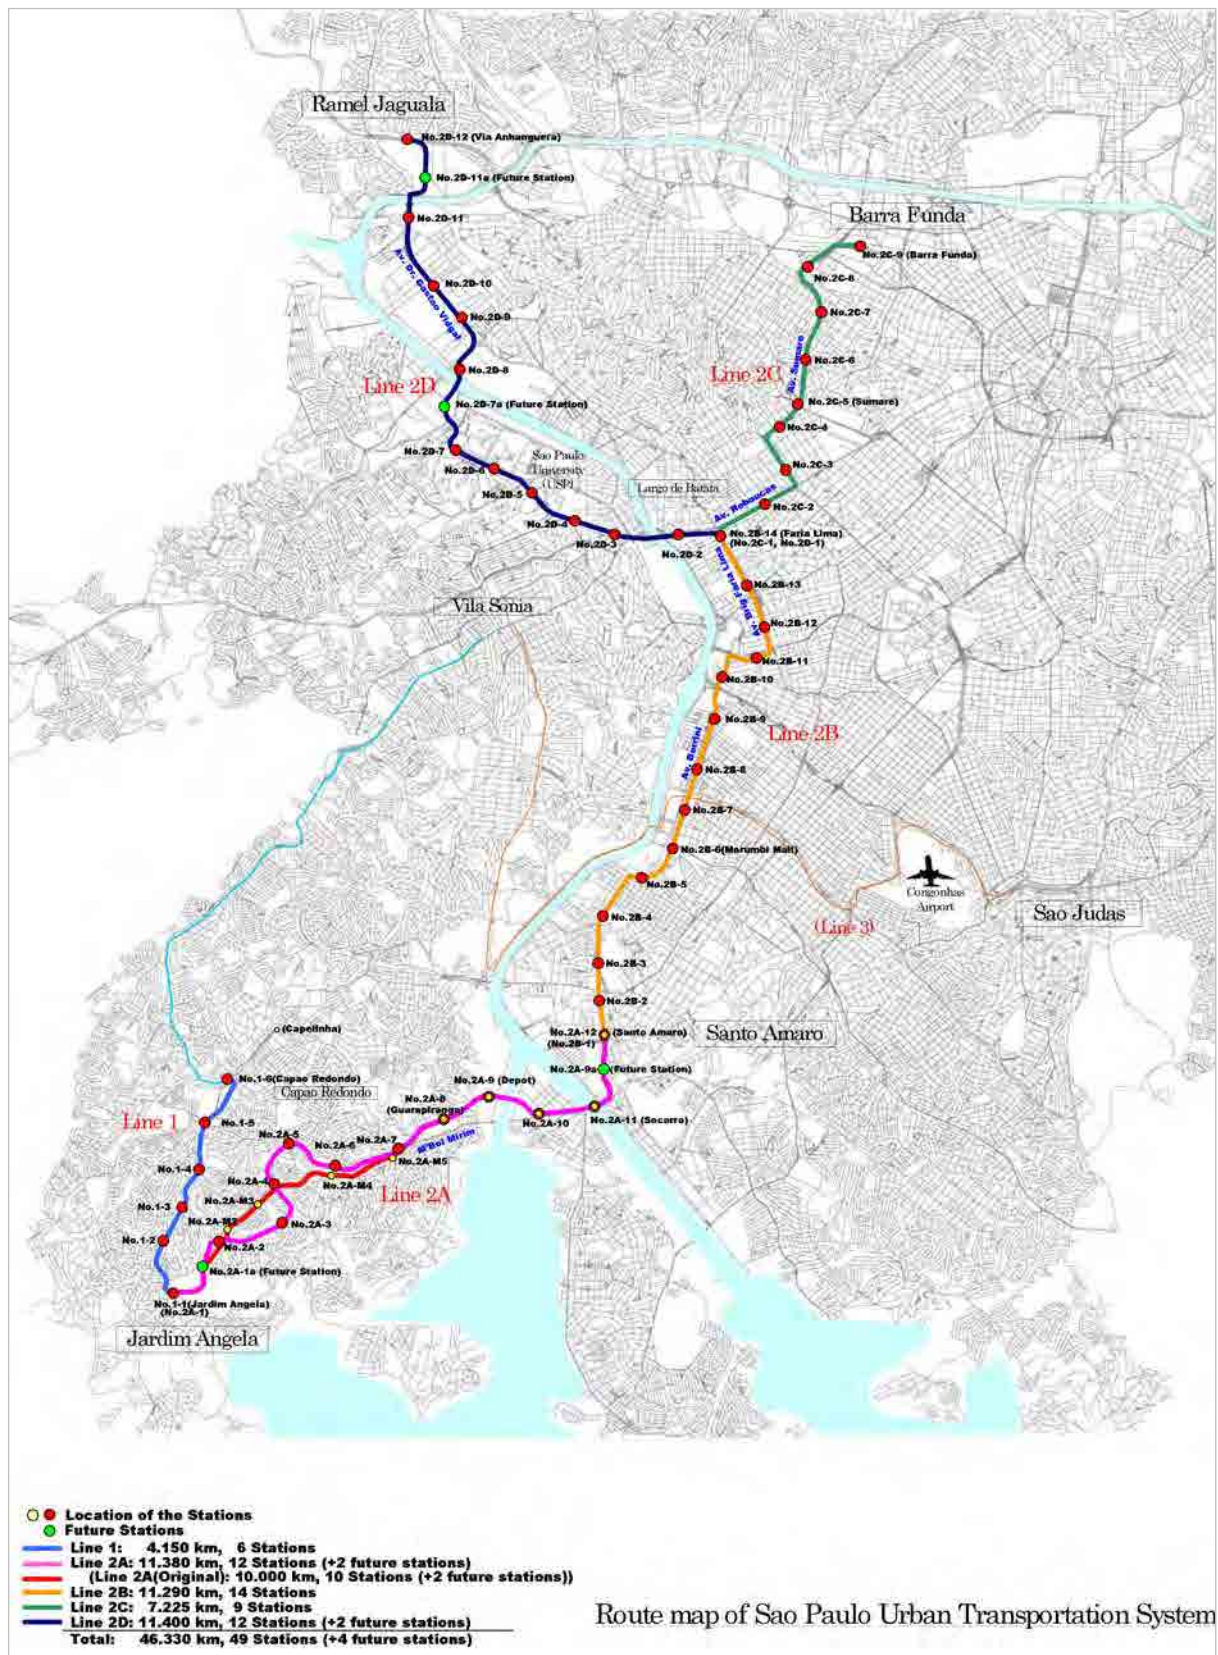 Ramel Jaguala
No.2D-12 (Via Anhanguera)
No.2D-11a (Future Station)
No.2D-11
Barra Funda
No.2C-9 (Barra Funda)
No.2C-8
Av. Dr. Gastao Vidgal
No.2D-10
No.2D-9
No.2C-7
Av. Sumare
No.2C-6
Line 2D
No.2D-8
Line 2C
No.2D-7a (Future Station)
No.2C-5 (Sumare)
No.2C-4
No.2D-7
No.2D-6
Sao Paulo
University
(USP)
No.2C-3
No.2D-5
Largo de Batata
Av. Reboucas
No.2C-2
No.2D-4
No.2D-3
No.2D-2
No.2B-14 (Faria Lima)
(No.2C-1, No.2D-1)
Av. Brig Faria Lima
No.2B-13
Vila Sonia
No.2B-12
No.2B-11
No.2B-10
No.2B-9
Line 2B
Av. Berrini
No.2B-8
No.2B-7
No.2B-6(Morumbi Mall)
No.2B-5
Congonhas
Airport
Sao Judas
No.2B-4
(Line 3)
No.2B-3
No.2B-2
(Capelinha)
No.2A-12 (Santo Amaro)
(No.2B-1)
Santo Amaro
No.2A-9a (Future Station)
No.1-6(Capao Redondo)
Capao Redondo
No.2A-9 (Depot)
No.2A-8
(Guarapiranga)
No.2A-10
No.2A-11 (Socorro)
Line 1
No.1-5
No.2A-5
No.2A-6
No.2A-7
M'Boi Mirim
No.2A-M5
No.1-4
No.2A-4
No.2A-M4
Line 2A
No.1-3
No.2A-M3
No.2A-M2
No.2A-3
No.1-2
No.2A-2
No.2A-1a (Future Station)
No.1-1(Jardim Angela)
(No.2A-1)
Jardim Angela
Location of the Stations
Future Stations
Line 1: 4.150 km, 6 Stations
Line 2A: 11.380 km, 12 Stations (+2 future stations)
(Line 2A(Original): 10.000 km, 10 Stations (+2 future stations))
Line 2B: 11.290 km, 14 Stations
Line 2C: 7.225 km, 9 Stations
Line 2D: 11.400 km, 12 Stations (+2 future stations)
Total: 46.330 km, 49 Stations (+4 future stations)
Route map of Sao Paulo Urban Transportation System